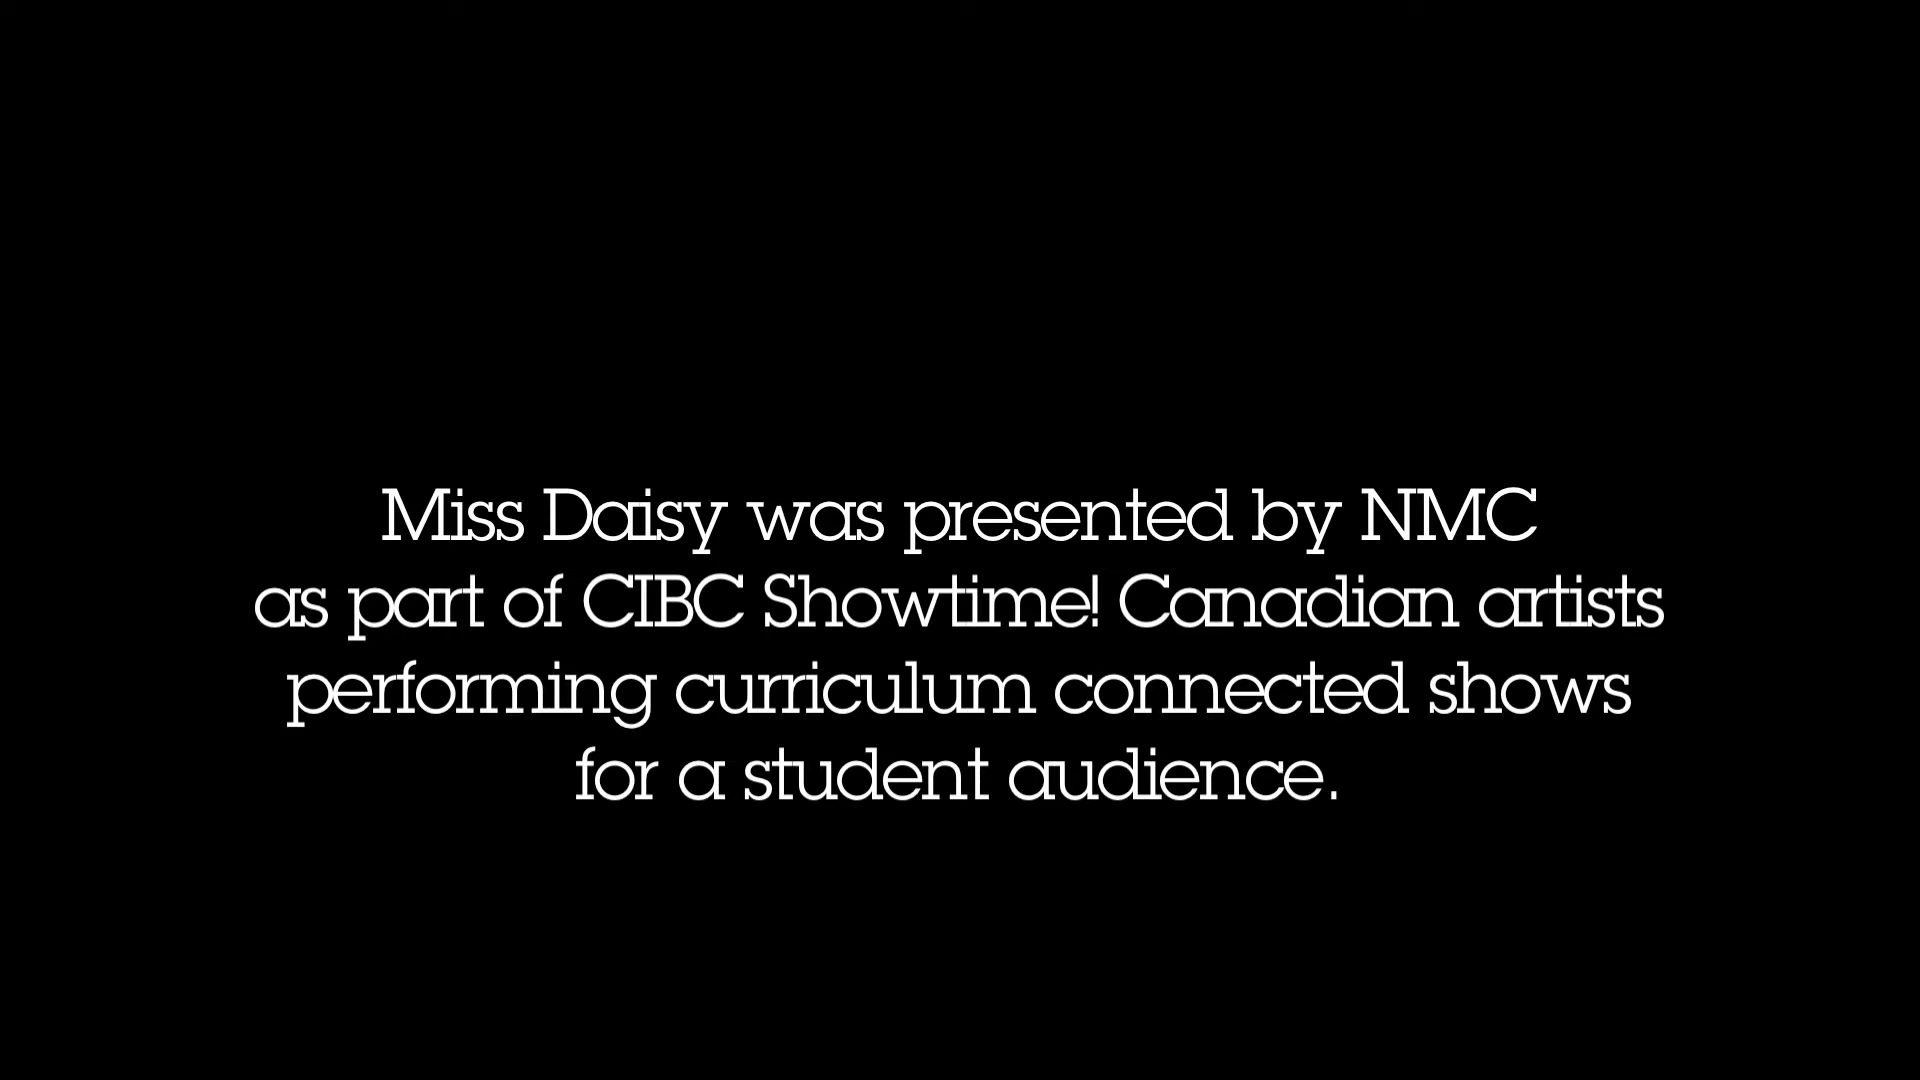 Miss Daisy was presented by NMC
as part of CIBC Showtime! Canadian artists
performing curriculum connected shows
for a student audience.